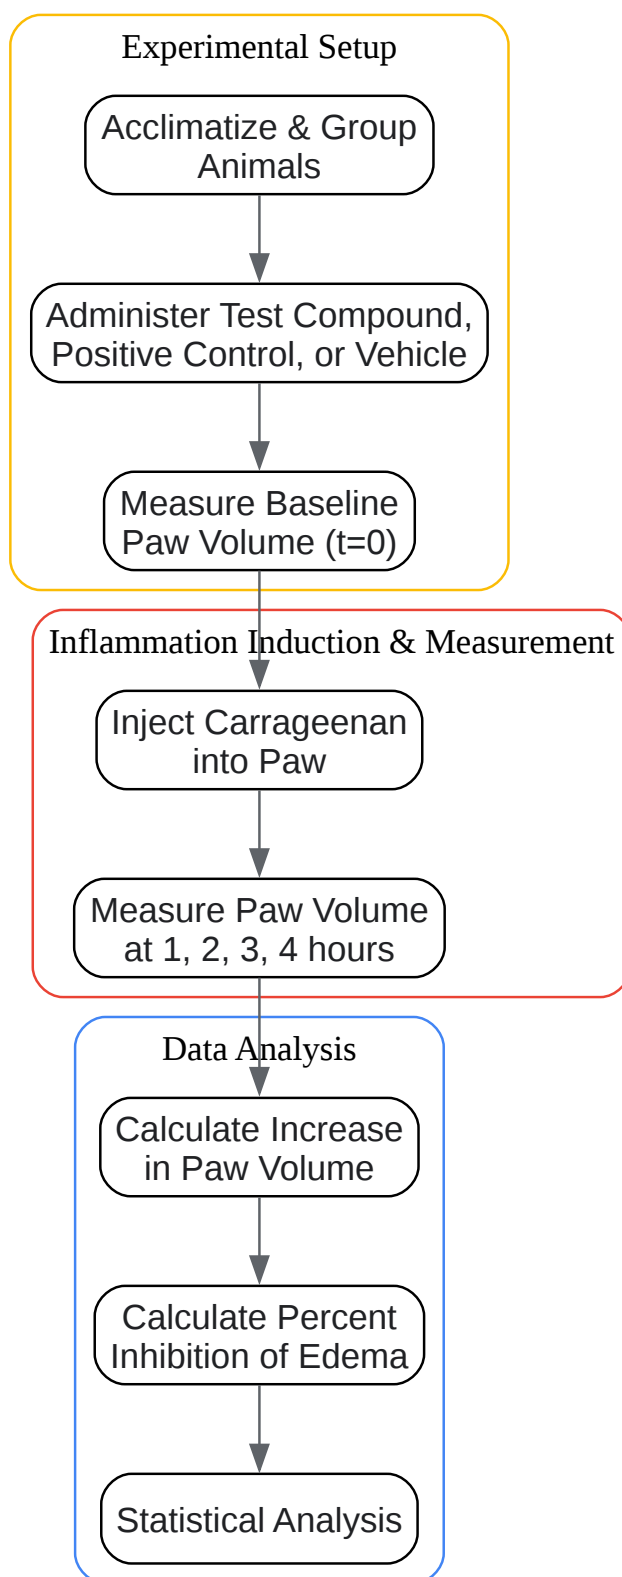 Experimental Setup
Acclimatize & Group
Animals
Administer Test Compound,
Positive Control, or Vehicle
Measure Baseline
Paw Volume (t=0)
Inflammation Induction & Measurement
Inject Carrageenan
into Paw
Measure Paw Volume
at 1, 2, 3, 4 hours
Data Analysis
Calculate Increase
in Paw Volume
Calculate Percent
Inhibition of Edema
Statistical Analysis